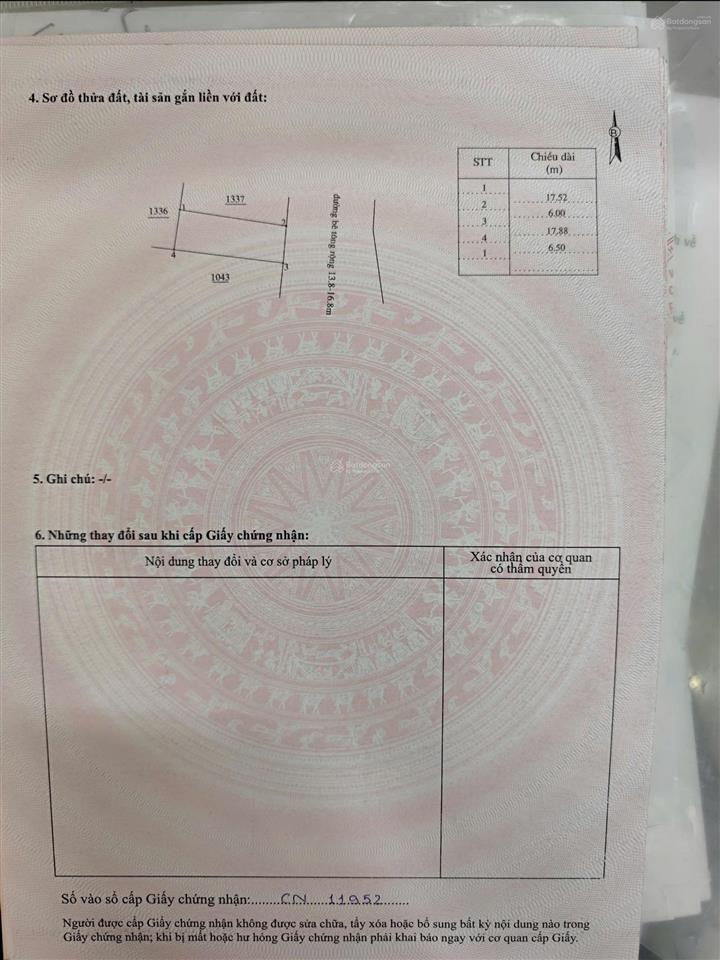 Batdongsan
4. Sơ đồ thửa đất, tài sản gắn liền với đất:
B
STT Chiều dài (m)
1
17.52
2
6.00
3
17.88
4
6.50
1
1336
1
1337
2
4
3
1043
đường bê tông rộng 13.8-16.8m
Batdongsan
5. Ghi chú: -/-
6. Những thay đổi sau khi cấp Giấy chứng nhận:
Nội dung thay đổi và cơ sở pháp lý
Xác nhận của cơ quan
có thẩm quyền
Số vào sổ cấp Giấy chứng nhận:........CN.....11952........
Người được cấp Giấy chứng nhận không được sửa chữa, tẩy xóa hoặc bổ sung bất kỳ nội dung nào trong
Giấy chứng nhận; khi bị mất hoặc hư hỏng Giấy chứng nhận phải khai báo ngay với cơ quan cấp Giấy.